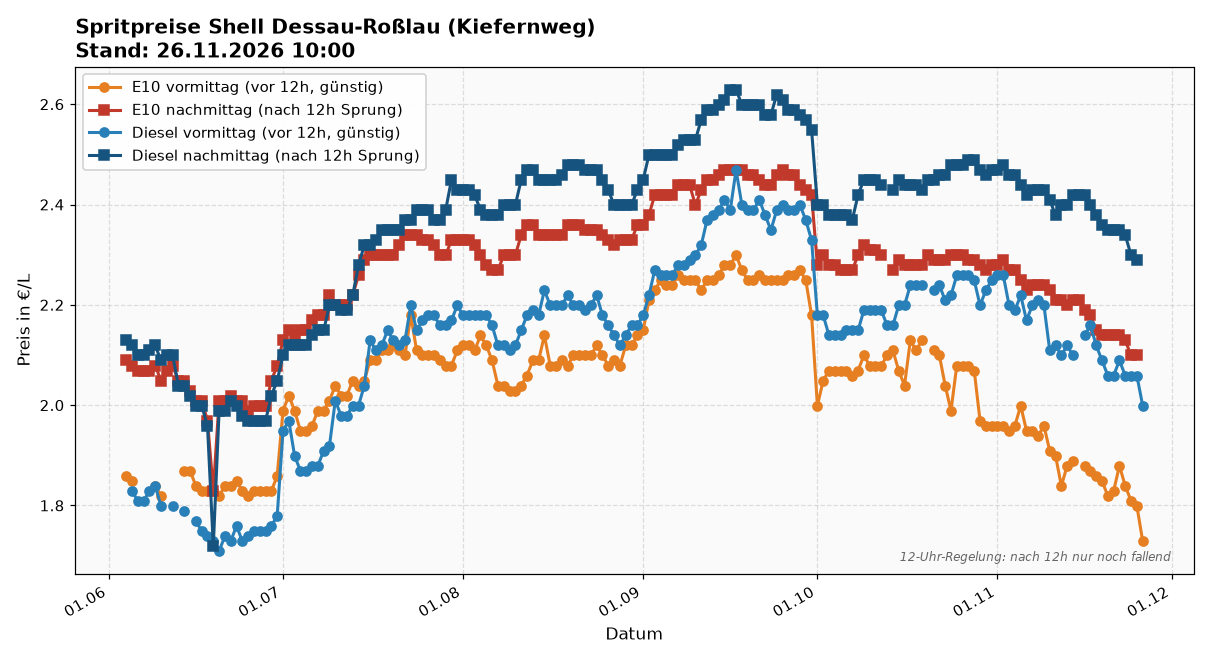 Spritpreise Shell Dessau-Roßlau (Kiefernweg)
Stand: 26.11.2026 10:00
E10 vormittag (vor 12h, günstig)
E10 nachmittag (nach 12h Sprung)
Diesel vormittag (vor 12h, günstig)
Diesel nachmittag (nach 12h Sprung)
Preis in €/L
2.6
2.4
2.2
2.0
1.8
12-Uhr-Regelung: nach 12h nur noch fallend
01.06
01.07
01.08
01.09
01.10
01.11
01.12
Datum